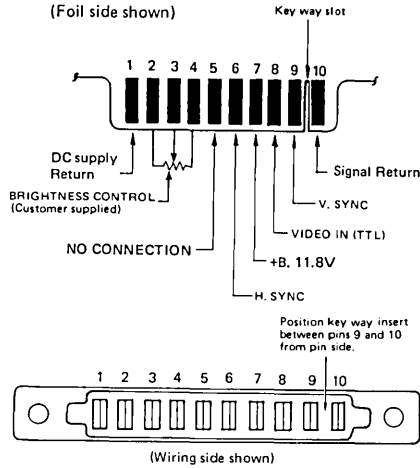 (Foil side shown)
Key way slot
1 2 3 4 5 6 7 8 9 10
DC supply
Return
Signal Return
BRIGHTNESS CONTROL
(Customer supplied)
V. SYNC
VIDEO IN (TTL)
NO CONNECTION
+B. 11.8V
H. SYNC
Position key way insert
between pins 9 and 10
from pin side.
1 2 3 4 5 6 7 8 9 10
(Wiring side shown)